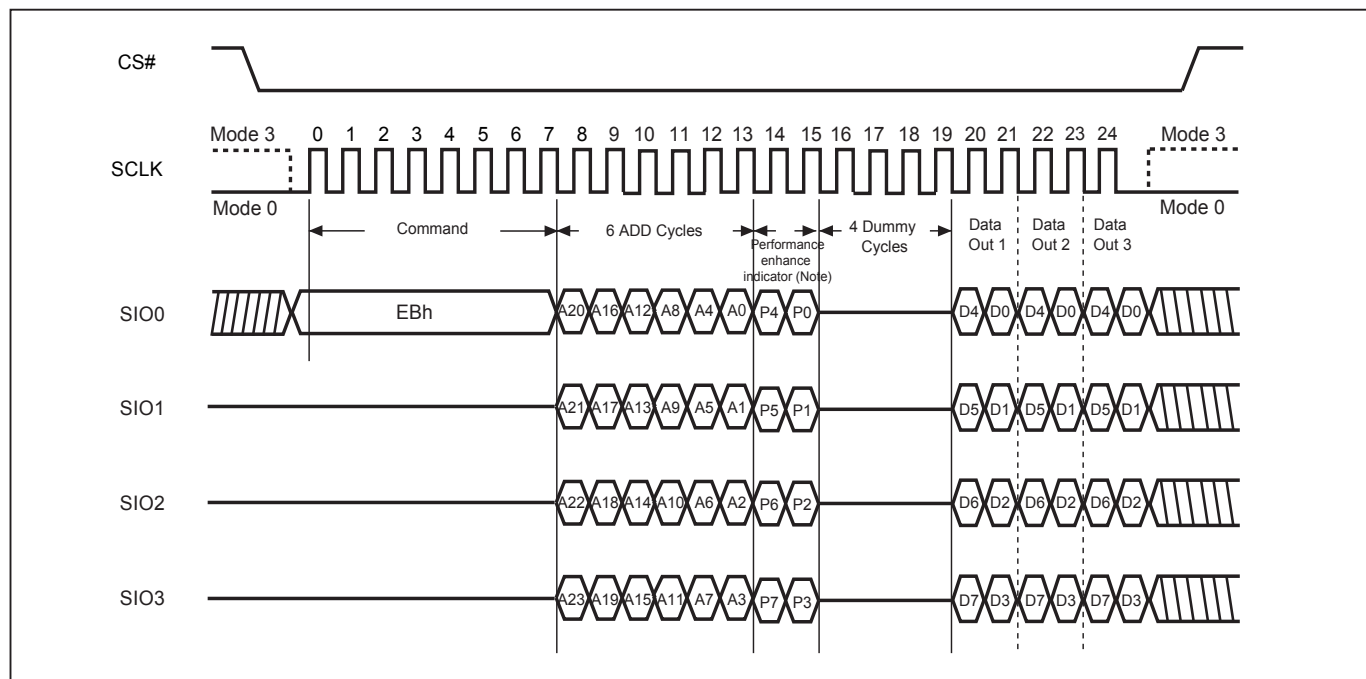 CS#
Mode 3 0 1 2 3 4 5 6 7 8 9 10 11 12 13 14 15 16 17 18 19 20 21 22 23 24 Mode 3
SCLK
Mode 0 Mode 0
Command 6 ADD Cycles Performance enhance indicator (Note) 4 Dummy Cycles Data Out 1 Data Out 2 Data Out 3
SIO0 EBh A20 A16 A12 A8 A4 A0 P4 P0 D4 D0 D4 D0 D4 D0
SIO1 A21 A17 A13 A9 A5 A1 P5 P1 D5 D1 D5 D1 D5 D1
SIO2 A22 A18 A14 A10 A6 A2 P6 P2 D6 D2 D6 D2 D6 D2
SIO3 A23 A19 A15 A11 A7 A3 P7 P3 D7 D3 D7 D3 D7 D3